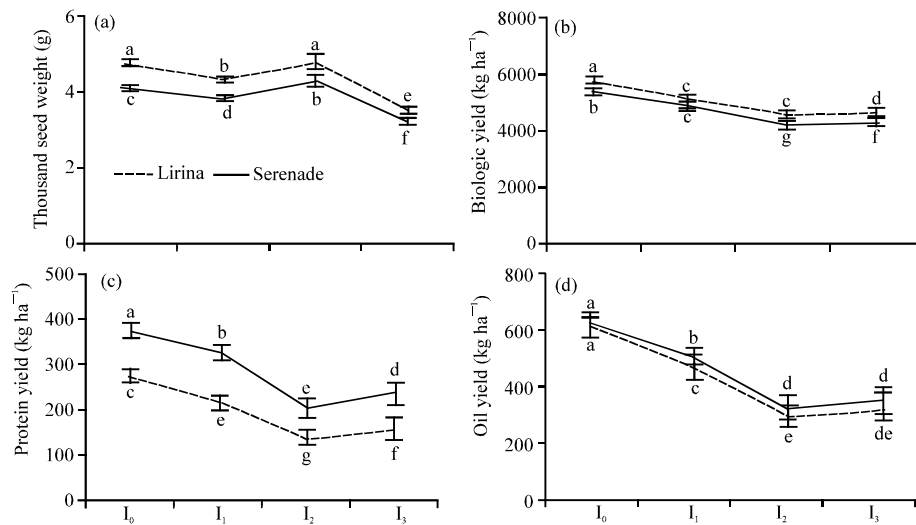 (a)
Thousand seed weight (g)
6
4
2
0
a
b
a
e
c
d
b
f
Lirina
Serenade
(b)
Biologic yield (kg ha⁻¹)
8000
6000
4000
2000
0
a
c
c
d
b
c
g
f
(c)
Protein yield (kg ha⁻¹)
500
400
300
200
100
0
a
b
e
d
c
e
g
f
I₀
I₁
I₂
I₃
(d)
Oil yield (kg ha⁻¹)
800
600
400
200
0
a
b
d
d
a
c
e
de
I₀
I₁
I₂
I₃